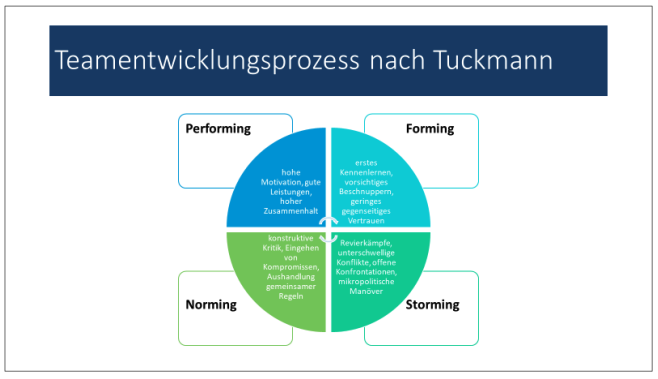 Teamentwicklungsprozess nach Tuckmann
Performing
Forming
hohe
Motivation, gute
Leistungen,
hoher
Zusammenhalt
erstes
Kennenlernen,
vorsichtiges
Beschnuppern,
geringes
gegenseitiges
Vertrauen
konstruktive
Kritik, Eingehen
von
Kompromissen,
Aushandlung
gemeinsamer
Regeln
Revierkämpfe,
unterschwellige
Konflikte, offene
Konfrontationen,
mikropolitische
Manöver
Norming
Storming